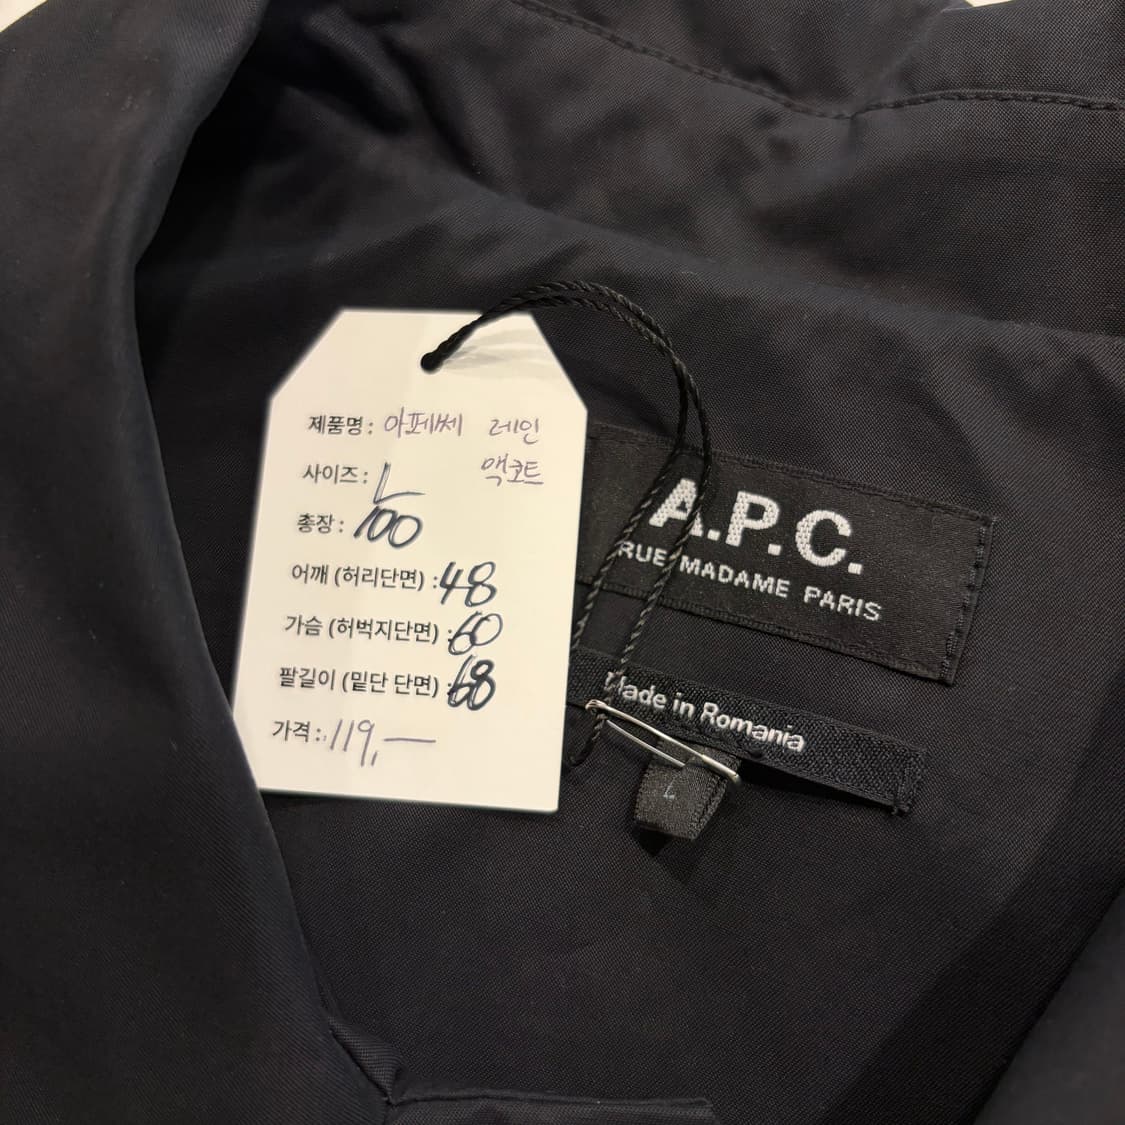 제품명 : 아페쎄 레인
맥코트
사이즈 : L
총장 : 100
어깨 (허리단면) : 48
가슴 (허벅지단면) : 60
팔길이 (밑단 단면) : 68
가격 : 119,—
A.P.C.
RUE MADAME PARIS
Made in Romania
L